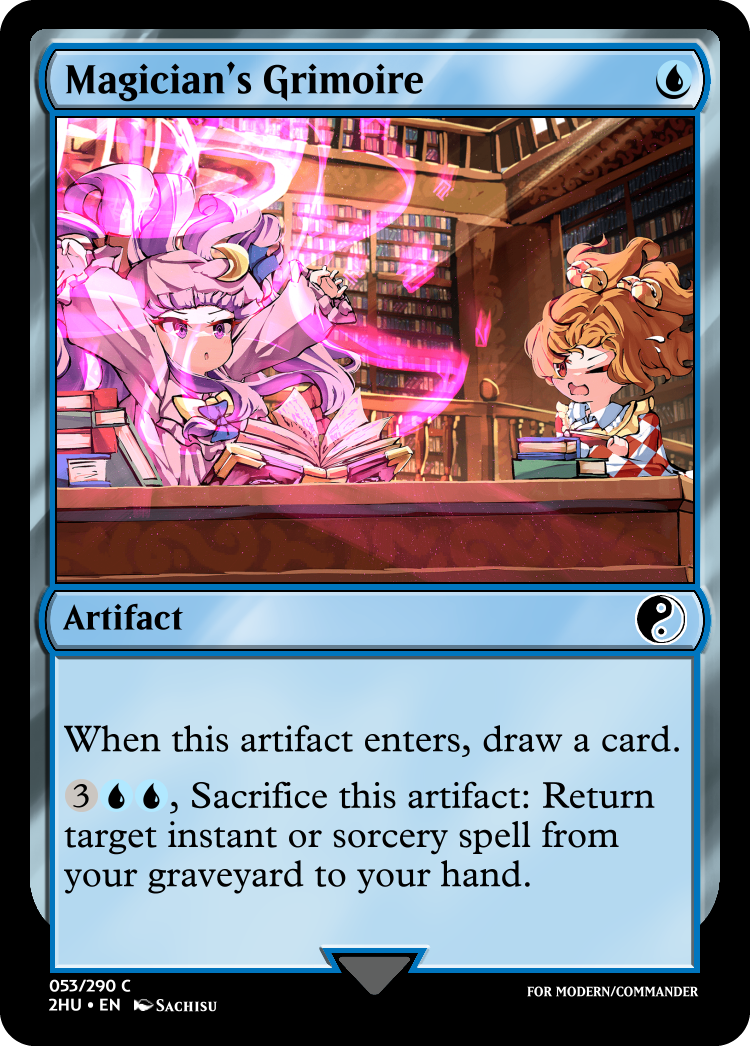 Magician's Grimoire
Artifact
When this artifact enters, draw a card.
3, Sacrifice this artifact: Return
target instant or sorcery spell from
your graveyard to your hand.
053/290 C
2HU • EN Sachisu
FOR MODERN/COMMANDER